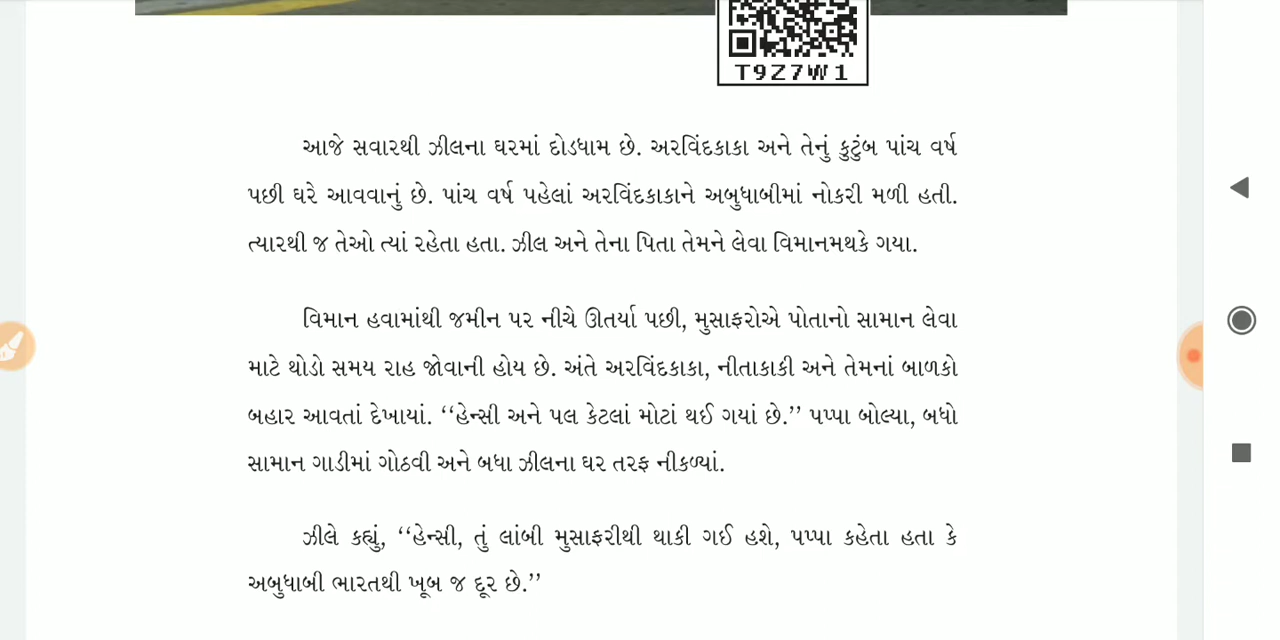 T9Z7W1
આજે સવારથી ઝીલના ઘરમાં દોડધામ છે. અરવિંદકાકા અને તેનું કુટુંબ પાંચ વર્ષ
પછી ઘરે આવવાનું છે. પાંચ વર્ષ પહેલાં અરવિંદકાકાને અબુધાબીમાં નોકરી મળી હતી.
ત્યારથી જ તેઓ ત્યાં રહેતા હતા. ઝીલ અને તેના પિતા તેમને લેવા વિમાનમથકે ગયા.
વિમાન હવામાંથી જમીન પર નીચે ઊતર્યા પછી, મુસાફરોએ પોતાનો સામાન લેવા
માટે થોડો સમય રાહ જોવાની હોય છે. અંતે અરવિંદકાકા, નીતાકાકી અને તેમનાં બાળકો
બહાર આવતાં દેખાયાં. ‘‘હેન્સી અને પલ કેટલાં મોટાં થઈ ગયાં છે.’’ પપ્પા બોલ્યા, બધો
સામાન ગાડીમાં ગોઠવી અને બધા ઝીલના ઘર તરફ નીકળ્યાં.
ઝીલે કહ્યું, ‘‘હેન્સી, તું લાંબી મુસાફરીથી થાકી ગઈ હશે, પપ્પા કહેતા હતા કે
અબુધાબી ભારતથી ખૂબ જ દૂર છે.’’